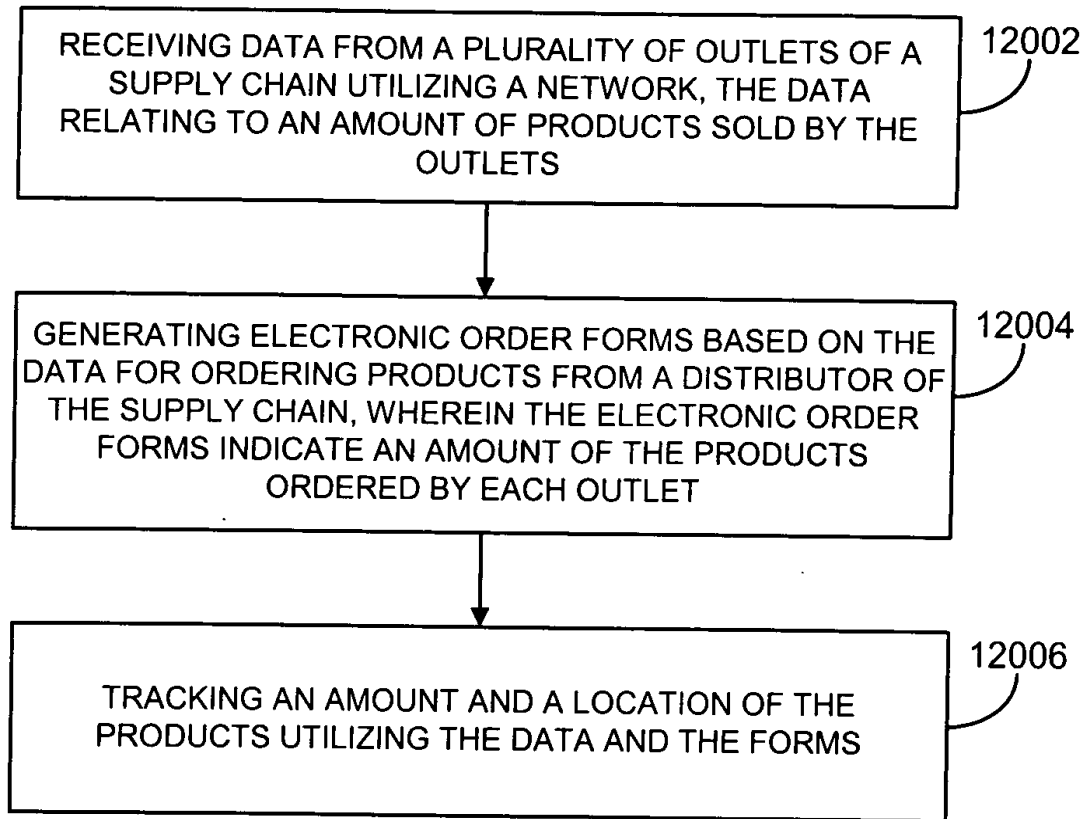 RECEIVING DATA FROM A PLURALITY OF OUTLETS OF A
SUPPLY CHAIN UTILIZING A NETWORK, THE DATA
RELATING TO AN AMOUNT OF PRODUCTS SOLD BY THE
OUTLETS
12002
GENERATING ELECTRONIC ORDER FORMS BASED ON THE
DATA FOR ORDERING PRODUCTS FROM A DISTRIBUTOR OF
THE SUPPLY CHAIN, WHEREIN THE ELECTRONIC ORDER
FORMS INDICATE AN AMOUNT OF THE PRODUCTS
ORDERED BY EACH OUTLET
12004
TRACKING AN AMOUNT AND A LOCATION OF THE
PRODUCTS UTILIZING THE DATA AND THE FORMS
12006